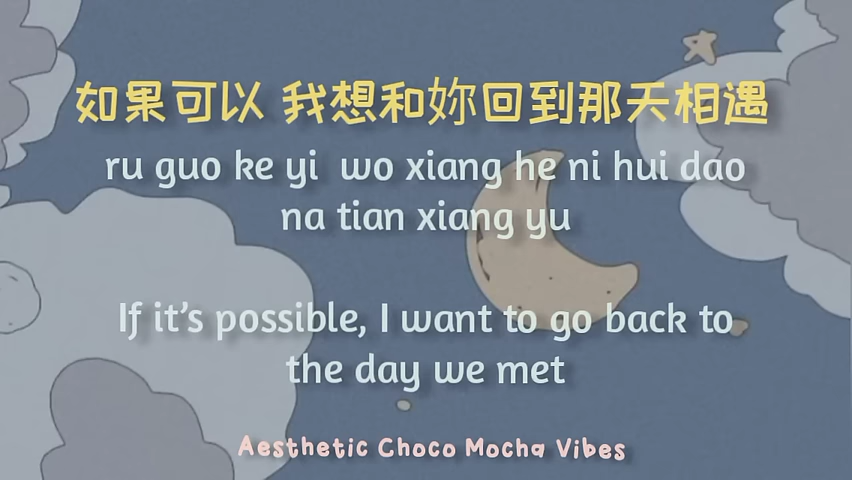 如果可以 我想和妳回到那天相遇
ru guo ke yi  wo xiang he ni hui dao
na tian xiang yu
If it's possible, I want to go back to
the day we met
Aesthetic Choco Mocha Vibes